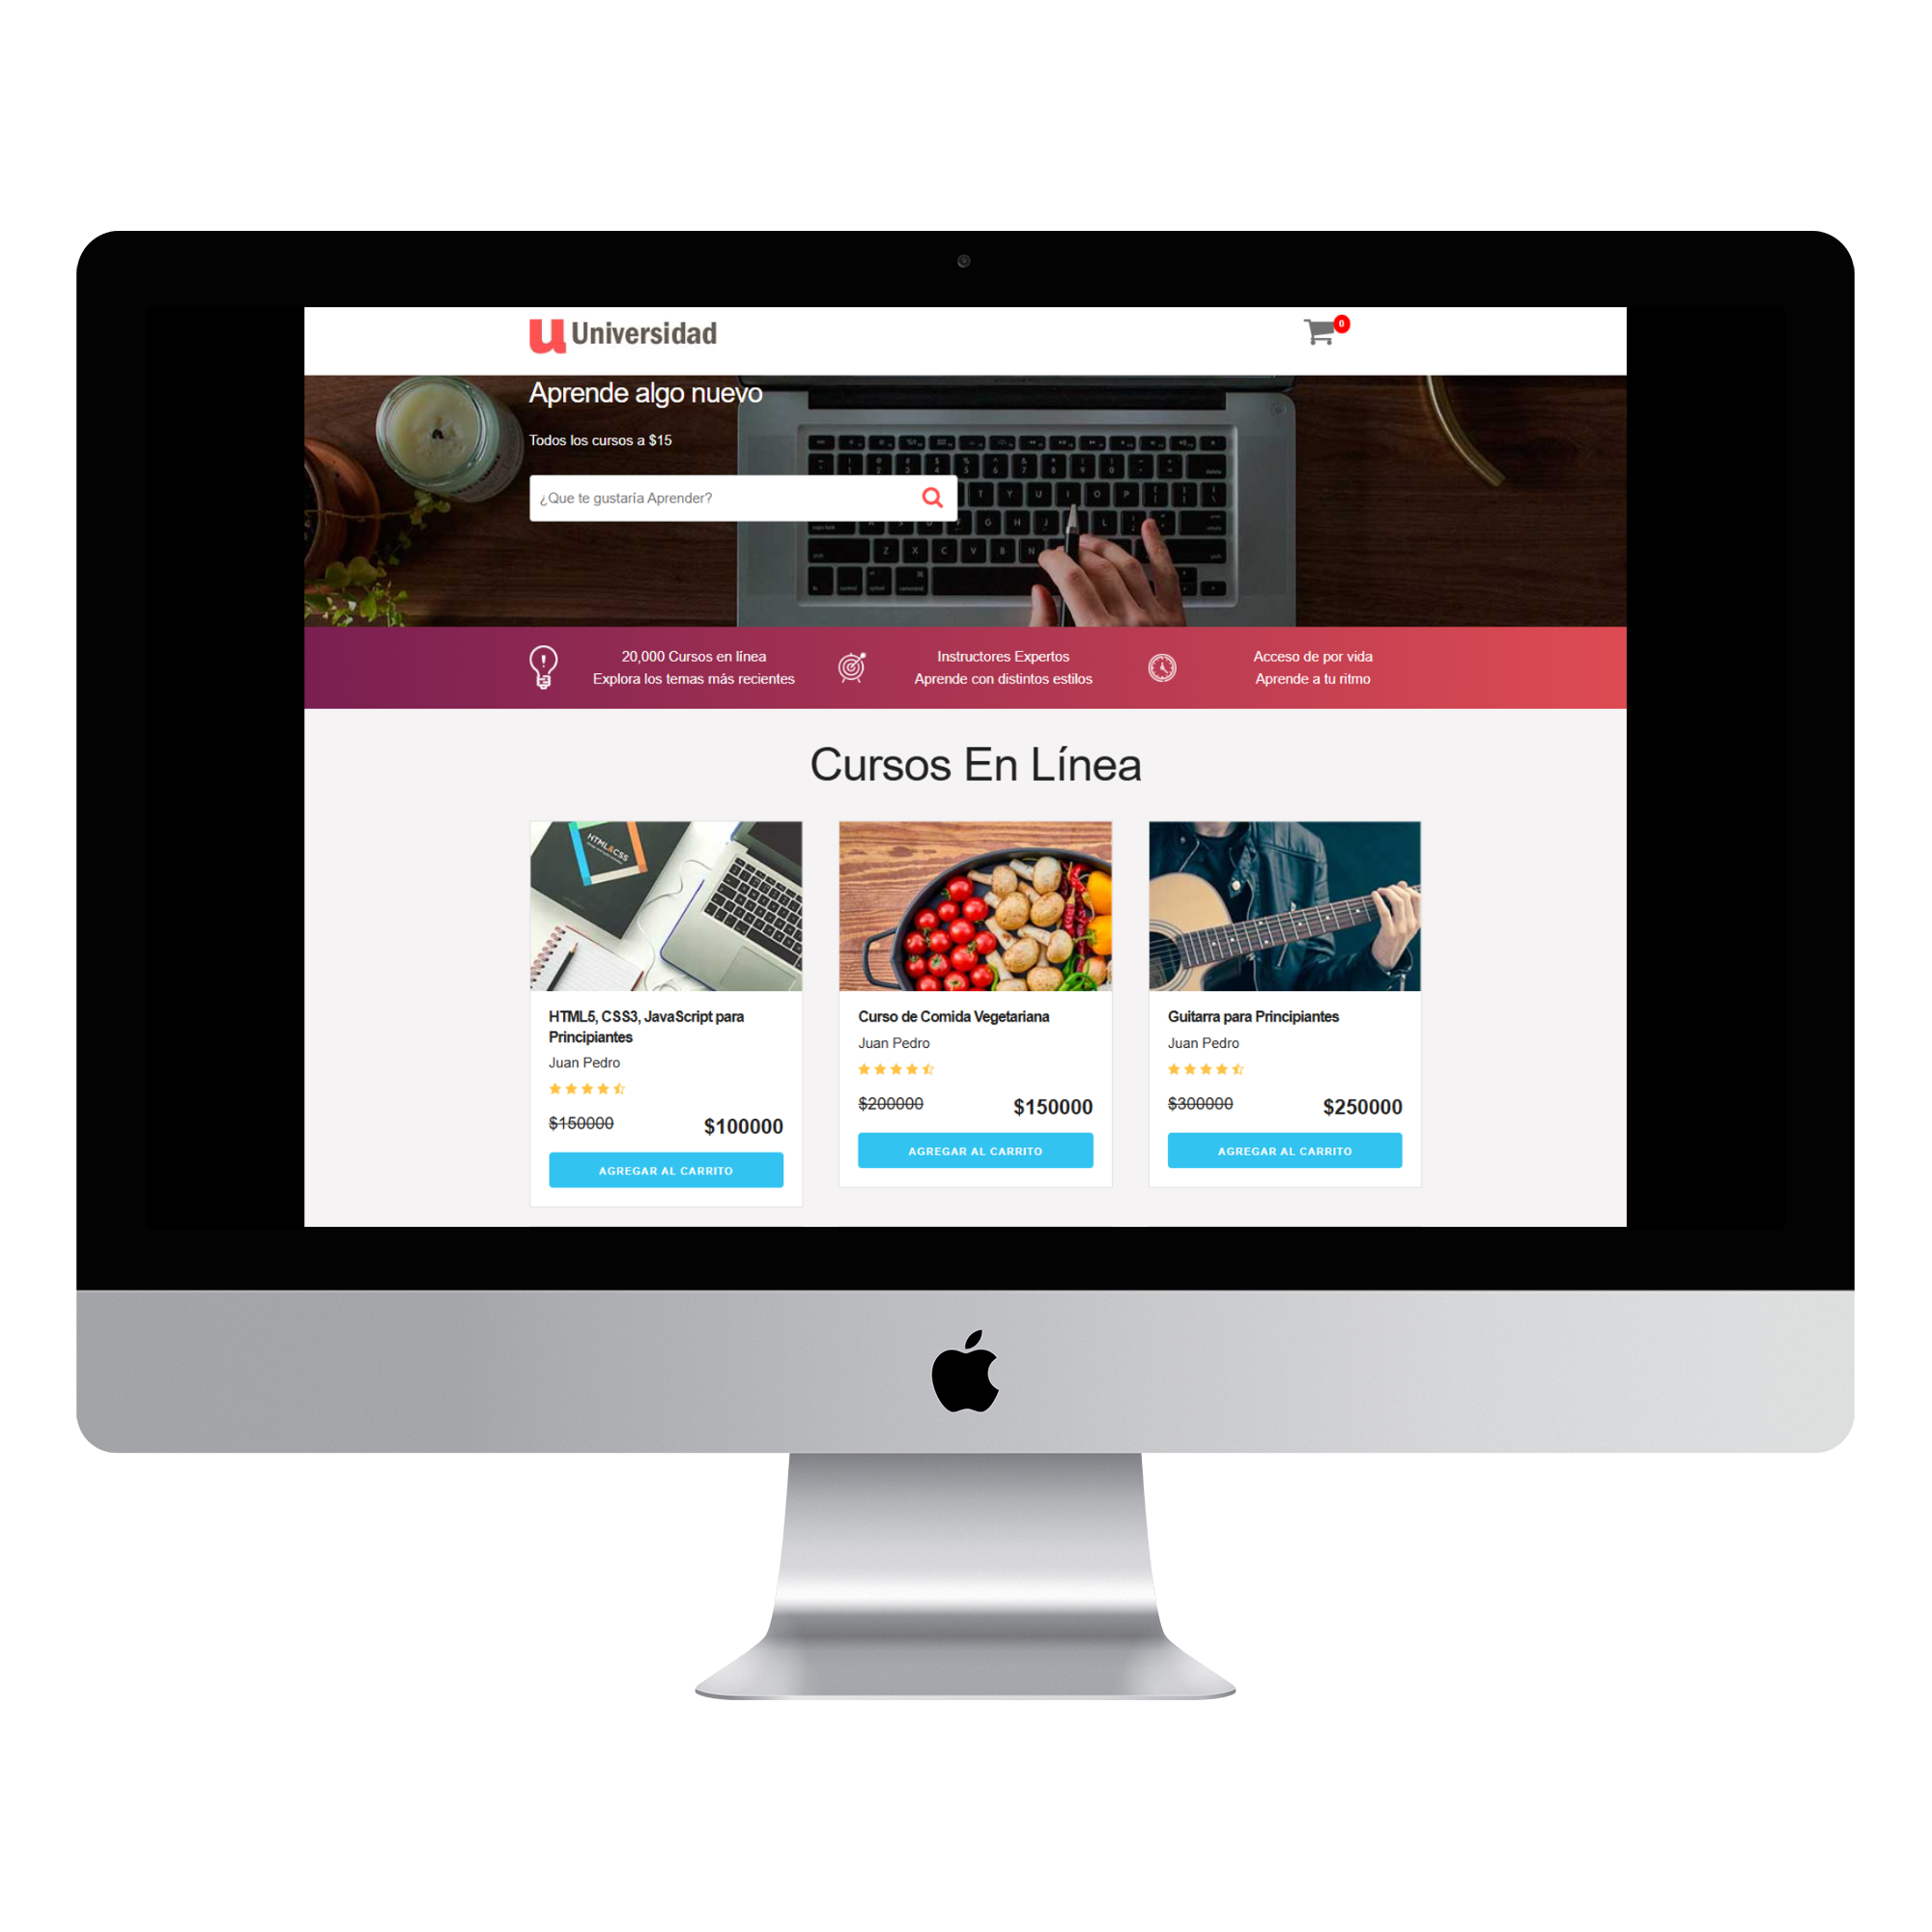 u Universidad
0
Aprende algo nuevo
Todos los cursos a $15
¿Que te gustaría Aprender?
20,000 Cursos en línea
Explora los temas más recientes
Instructores Expertos
Aprende con distintos estilos
Acceso de por vida
Aprende a tu ritmo
Cursos En Línea
HTML&CSS
HTML5, CSS3, JavaScript para
Principiantes
Juan Pedro
$150000
$100000
AGREGAR AL CARRITO
Curso de Comida Vegetariana
Juan Pedro
$200000
$150000
AGREGAR AL CARRITO
Guitarra para Principiantes
Juan Pedro
$300000
$250000
AGREGAR AL CARRITO